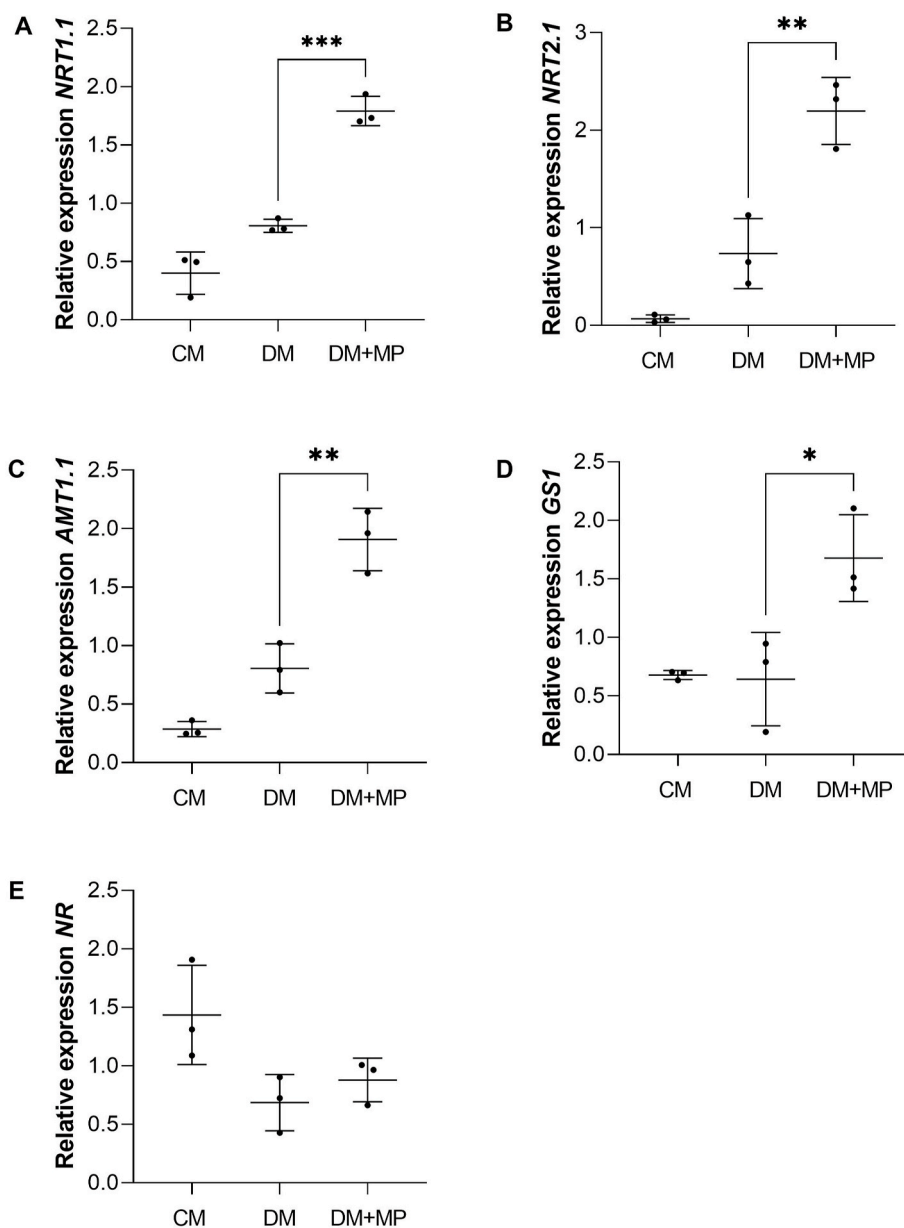 A
Relative expression NRT1.1
2.5
2.0
1.5
1.0
0.5
0.0
***
CM DM DM+MP
B
Relative expression NRT2.1
3
2
1
0
**
CM DM DM+MP
C
Relative expression AMT1.1
2.5
2.0
1.5
1.0
0.5
0.0
**
CM DM DM+MP
D
Relative expression GS1
2.5
2.0
1.5
1.0
0.5
0.0
*
CM DM DM+MP
E
Relative expression NR
2.5
2.0
1.5
1.0
0.5
0.0
CM DM DM+MP